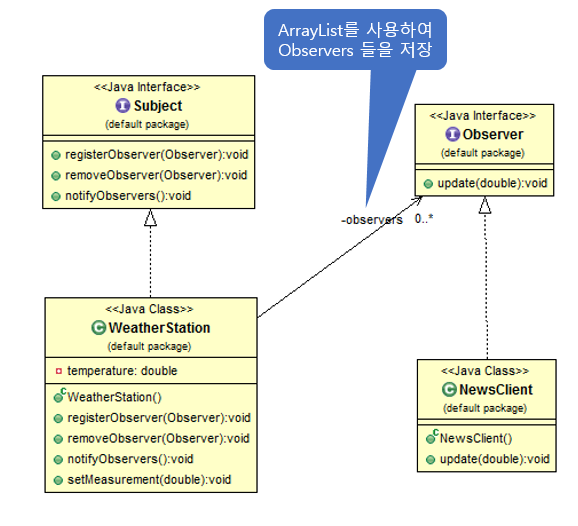 ArrayList를 사용하여
Observers 들을 저장
<<Java Interface>>
I Subject
(default package)
registerObserver(Observer):void
removeObserver(Observer):void
notifyObservers():void
<<Java Interface>>
I Observer
(default package)
update(double):void
-observers 0..*
<<Java Class>>
C WeatherStation
(default package)
temperature: double
c WeatherStation()
registerObserver(Observer):void
removeObserver(Observer):void
notifyObservers():void
setMeasurement(double):void
<<Java Class>>
C NewsClient
(default package)
c NewsClient()
update(double):void